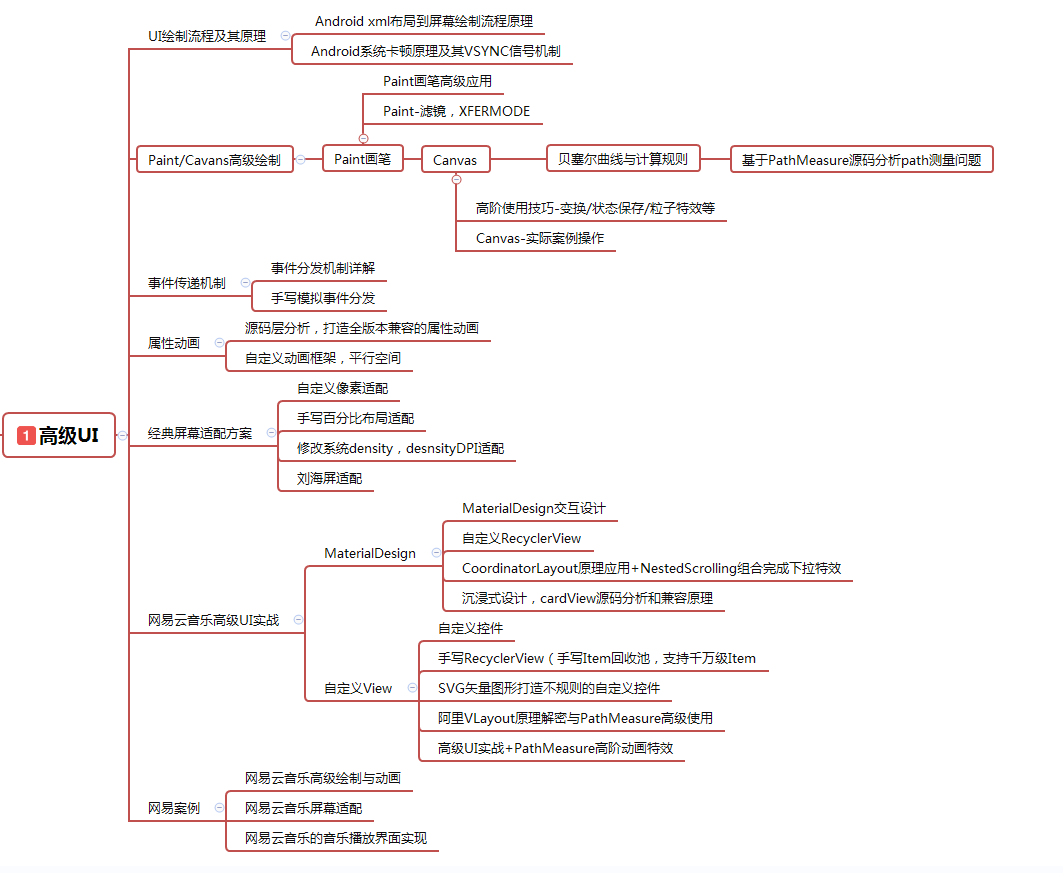 1 高级UI
UI绘制流程及其原理
Android xml布局到屏幕绘制流程原理
Android系统卡顿原理及其VSYNC信号机制
Paint/Cavans高级绘制
Paint画笔
Paint画笔高级应用
Paint-滤镜，XFERMODE
Canvas
高阶使用技巧-变换/状态保存/粒子特效等
Canvas-实际案例操作
贝塞尔曲线与计算规则
基于PathMeasure源码分析path测量问题
事件传递机制
事件分发机制详解
手写模拟事件分发
属性动画
源码层分析，打造全版本兼容的属性动画
自定义动画框架，平行空间
经典屏幕适配方案
自定义像素适配
手写百分比布局适配
修改系统density，desnsityDPI适配
刘海屏适配
网易云音乐高级UI实战
MaterialDesign
MaterialDesign交互设计
自定义RecyclerView
CoordinatorLayout原理应用+NestedScrolling组合完成下拉特效
沉浸式设计，cardView源码分析和兼容原理
自定义View
自定义控件
手写RecyclerView（手写Item回收池，支持千万级Item
SVG矢量图形打造不规则的自定义控件
阿里VLayout原理解密与PathMeasure高级使用
高级UI实战+PathMeasure高阶动画特效
网易案例
网易云音乐高级绘制与动画
网易云音乐屏幕适配
网易云音乐的音乐播放界面实现